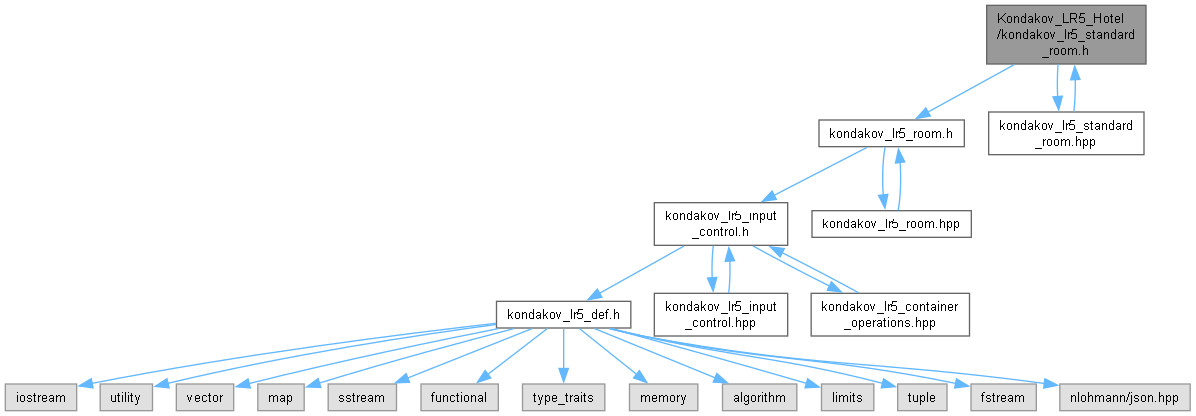 Kondakov_LR5_Hotel
/kondakov_lr5_standard
_room.h
kondakov_lr5_room.h
kondakov_lr5_standard
_room.hpp
kondakov_lr5_input
_control.h
kondakov_lr5_room.hpp
kondakov_lr5_def.h
kondakov_lr5_input
_control.hpp
kondakov_lr5_container
_operations.hpp
iostream
utility
vector
map
sstream
functional
type_traits
memory
algorithm
limits
tuple
fstream
nlohmann/json.hpp